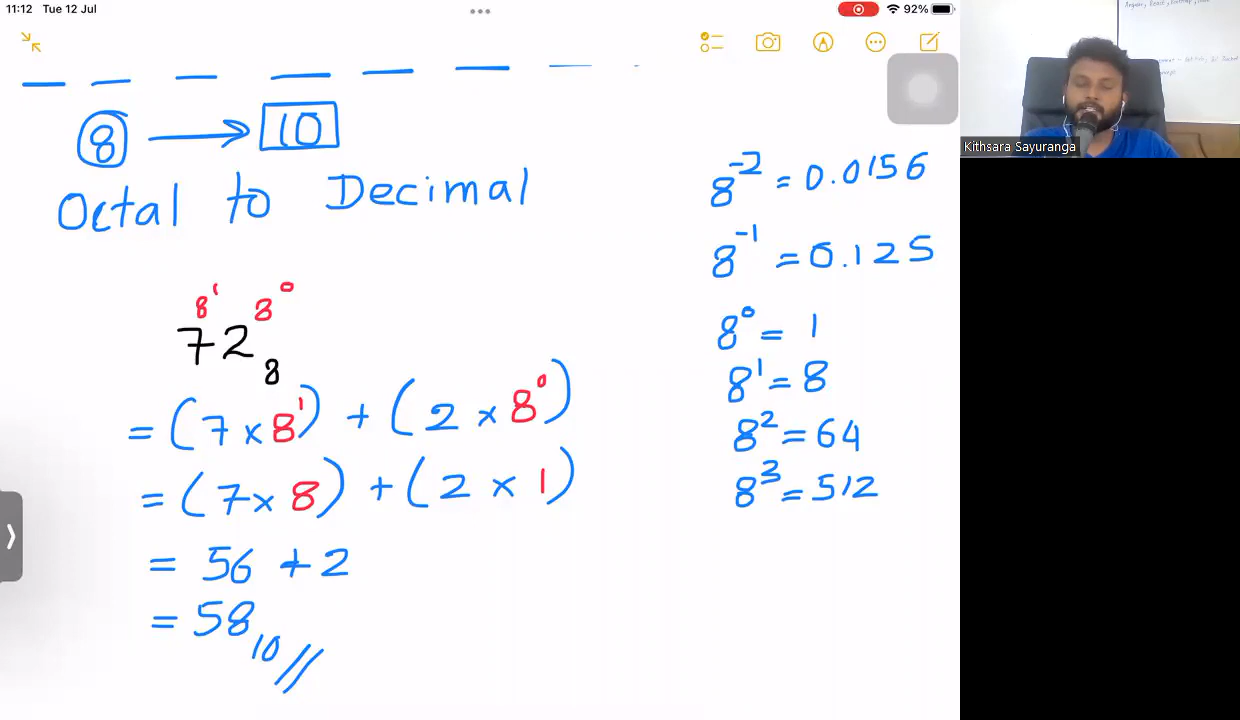 11:12 Tue 12 Jul
92%
8 → 10
Octal to Decimal
8¹ 8⁰
72₈
= (7 × 8¹) + (2 × 8⁰)
= (7 × 8) + (2 × 1)
= 56 + 2
= 58₁₀ //
8⁻² = 0.0156
8⁻¹ = 0.125
8⁰ = 1
8¹ = 8
8² = 64
8³ = 512
Kithsara Sayuranga